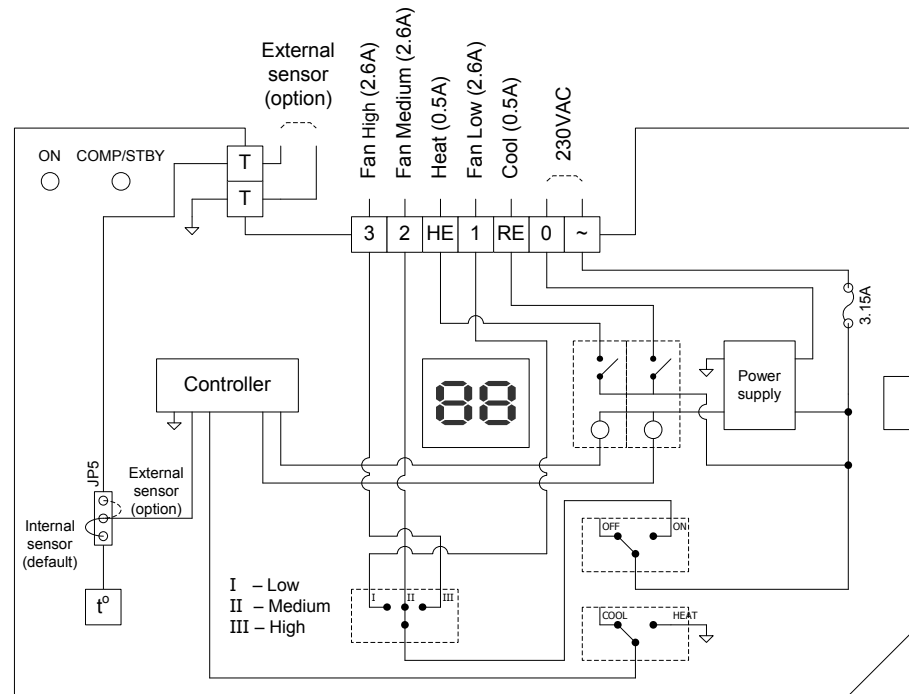 External
sensor
(option)
Fan High (2.6A)
Fan Medium (2.6A)
Heat (0.5A)
Fan Low (2.6A)
Cool (0.5A)
230VAC
ON
COMP/STBY
T
T
3
2
HE
1
RE
0
~
3.15A
Controller
88
Power
supply
JP5
External
sensor
(option)
Internal
sensor
(default)
t°
I – Low
II – Medium
III – High
I
II
III
OFF
ON
COOL
HEAT